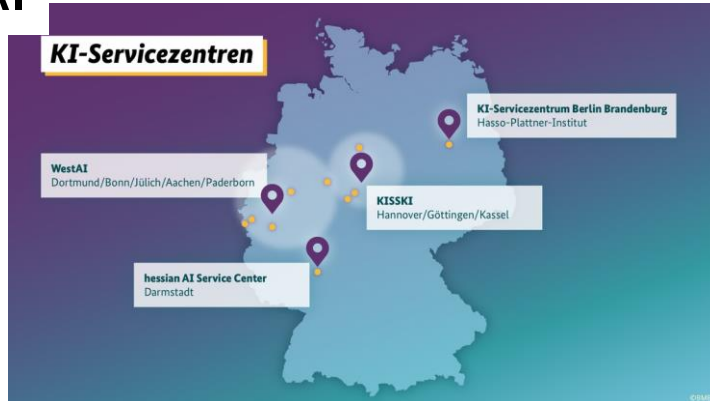 KI-Servicezentren
KI-Servicezentrum Berlin Brandenburg
Hasso-Plattner-Institut
WestAI
Dortmund/Bonn/Jülich/Aachen/Paderborn
KISSKI
Hannover/Göttingen/Kassel
hessian AI Service Center
Darmstadt